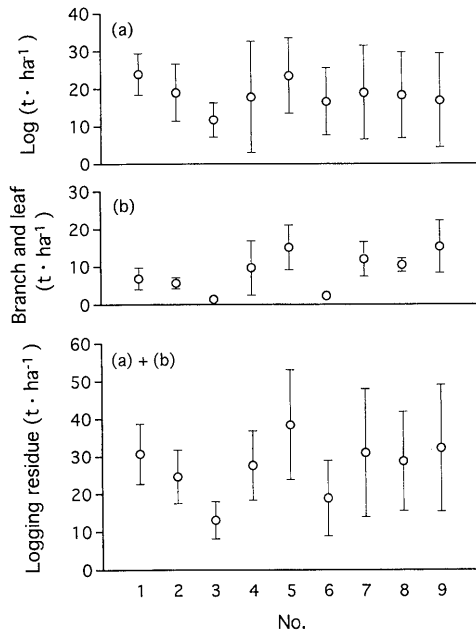 (a)
Log (t・ha⁻¹)
40
30
20
10
0
(b)
Branch and leaf
(t・ha⁻¹)
30
20
10
0
(a) + (b)
Logging residue (t・ha⁻¹)
60
50
40
30
20
10
0
1 2 3 4 5 6 7 8 9
No.